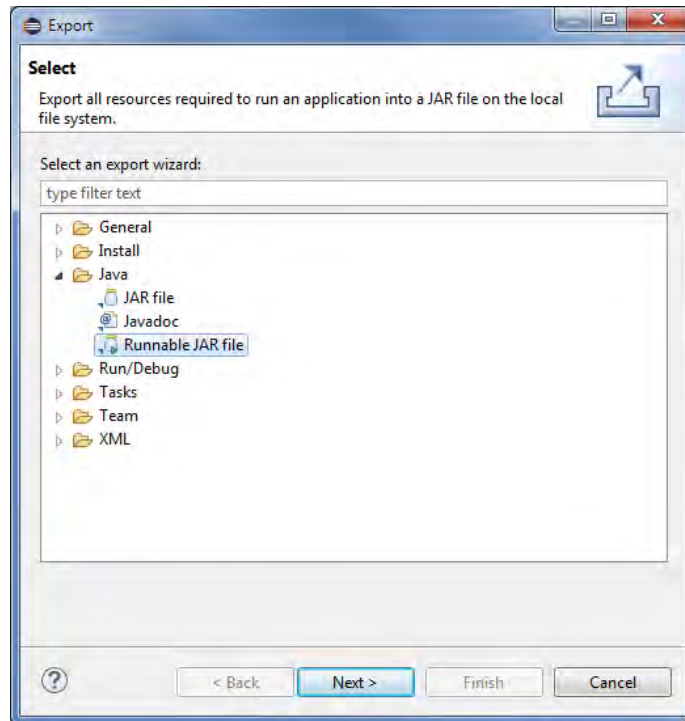 Export
Select
Export all resources required to run an application into a JAR file on the local
file system.
Select an export wizard:
type filter text
General
Install
Java
JAR file
Javadoc
Runnable JAR file
Run/Debug
Tasks
Team
XML
< Back
Next >
Finish
Cancel